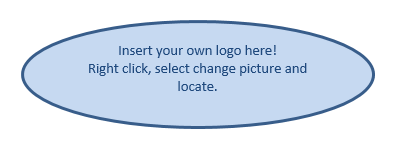 Insert your own logo here!
Right click, select change picture and
locate.